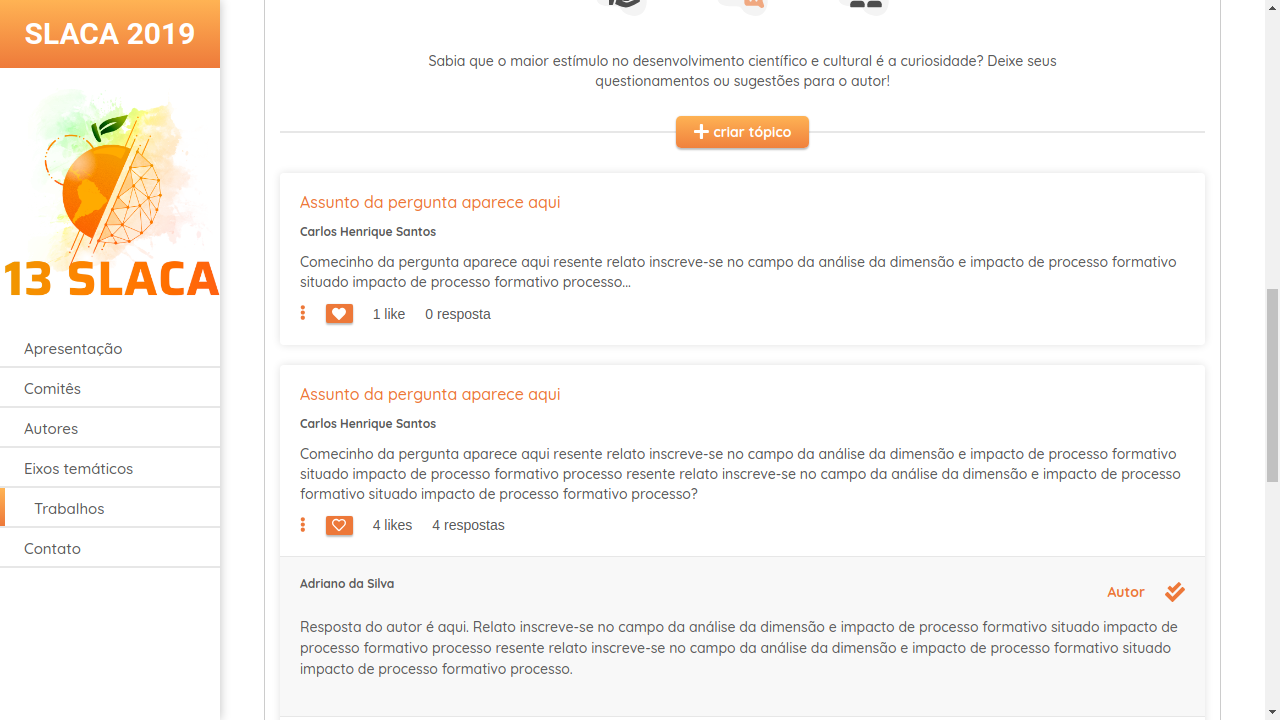 SLACA 2019
13 SLACA
Apresentação
Comitês
Autores
Eixos temáticos
Trabalhos
Contato
Sabia que o maior estímulo no desenvolvimento científico e cultural é a curiosidade? Deixe seus
questionamentos ou sugestões para o autor!
criar tópico
Assunto da pergunta aparece aqui
Carlos Henrique Santos
Comecinho da pergunta aparece aqui resente relato inscreve-se no campo da análise da dimensão e impacto de processo formativo
situado impacto de processo formativo processo...
1 like 0 resposta
Assunto da pergunta aparece aqui
Carlos Henrique Santos
Comecinho da pergunta aparece aqui resente relato inscreve-se no campo da análise da dimensão e impacto de processo formativo
situado impacto de processo formativo processo resente relato inscreve-se no campo da análise da dimensão e impacto de processo
formativo situado impacto de processo formativo processo?
4 likes 4 respostas
Adriano da Silva
Autor
Resposta do autor é aqui. Relato inscreve-se no campo da análise da dimensão e impacto de processo formativo situado impacto de
processo formativo processo resente relato inscreve-se no campo da análise da dimensão e impacto de processo formativo situado
impacto de processo formativo processo.